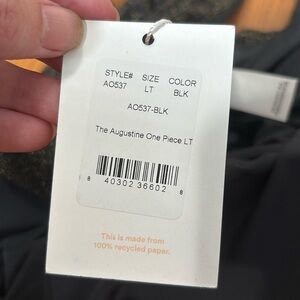 STYLE# SIZE COLOR
AO537 LT BLK
AO537-BLK
The Augustine One Piece LT
8 40302 36602 8
This is made from
100% recycled paper.